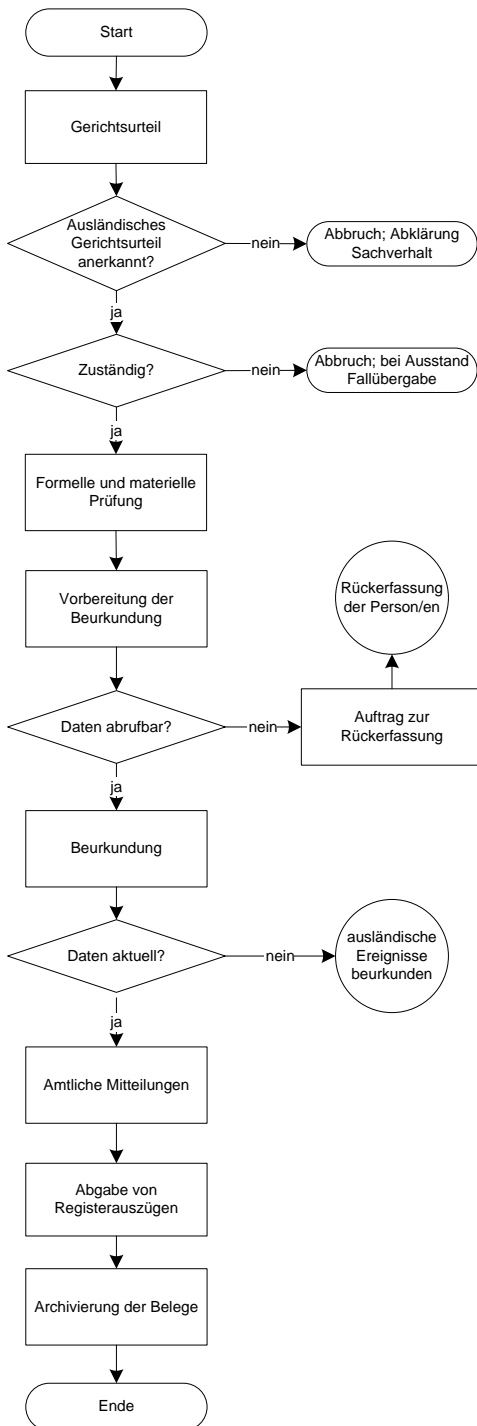 Start
Gerichtsurteil
Ausländisches
Gerichtsurteil
anerkannt?
nein
Abbruch; Abklärung
Sachverhalt
ja
Zuständig?
nein
Abbruch; bei Ausstand
Fallübergabe
ja
Formelle und materielle
Prüfung
Vorbereitung der
Beurkundung
Rückerfassung
der Person/en
Daten abrufbar?
nein
Auftrag zur
Rückerfassung
ja
Beurkundung
Daten aktuell?
nein
ausländische
Ereignisse
beurkunden
ja
Amtliche Mitteilungen
Abgabe von
Registerauszügen
Archivierung der Belege
Ende